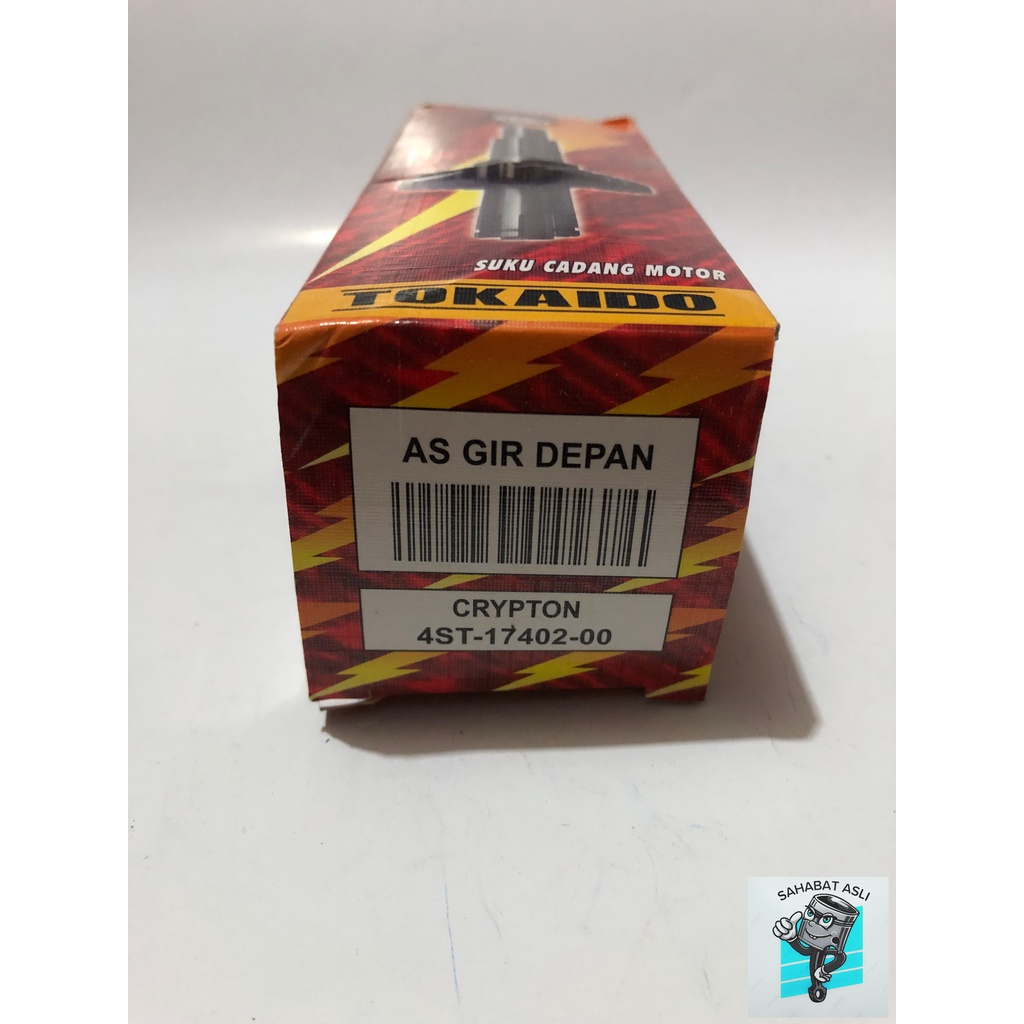 SUKU CADANG MOTOR
TOKAIDO
AS GIR DEPAN
CRYPTON
4ST-17402-00
SAHABAT ASLI